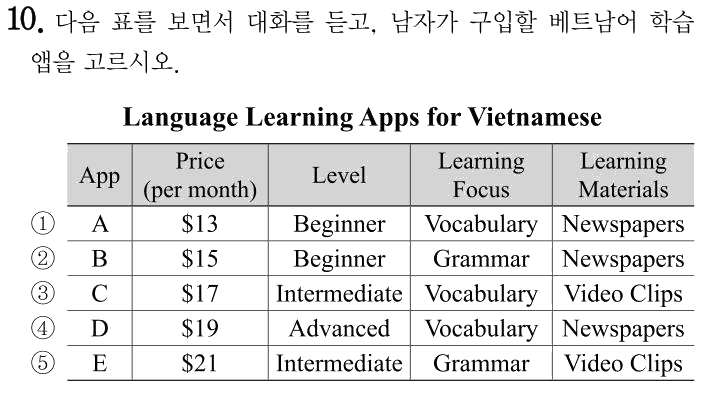 10. 다음 표를 보면서 대화를 듣고, 남자가 구입할 베트남어 학습
앱을 고르시오.
Language Learning Apps for Vietnamese
App Price (per month) Level Learning Focus Learning Materials
① A $13 Beginner Vocabulary Newspapers
② B $15 Beginner Grammar Newspapers
③ C $17 Intermediate Vocabulary Video Clips
④ D $19 Advanced Vocabulary Newspapers
⑤ E $21 Intermediate Grammar Video Clips